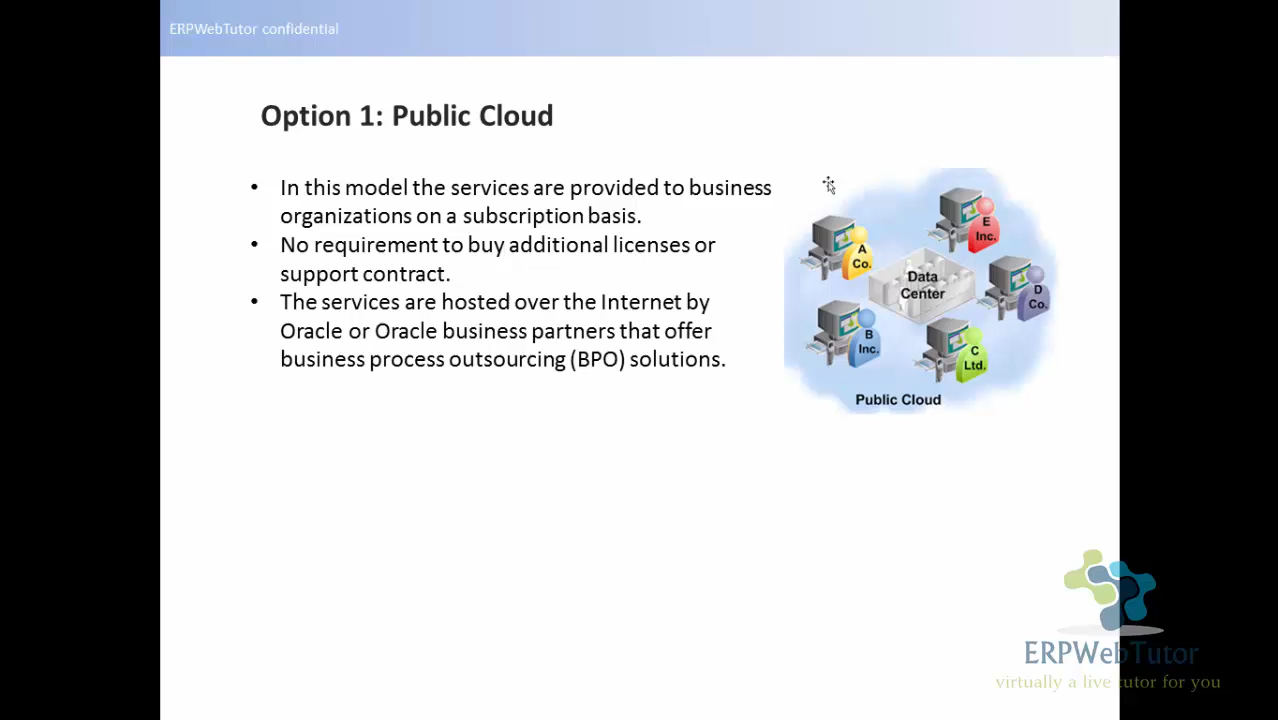 ERPWebTutor confidential
Option 1: Public Cloud
• In this model the services are provided to business
organizations on a subscription basis.
• No requirement to buy additional licenses or
support contract.
• The services are hosted over the Internet by
Oracle or Oracle business partners that offer
business process outsourcing (BPO) solutions.
E
Inc.
A
Co.
Data
Center
D
Co.
B
Inc.
C
Ltd.
Public Cloud
ERPWebTutor
virtually a live tutor for you